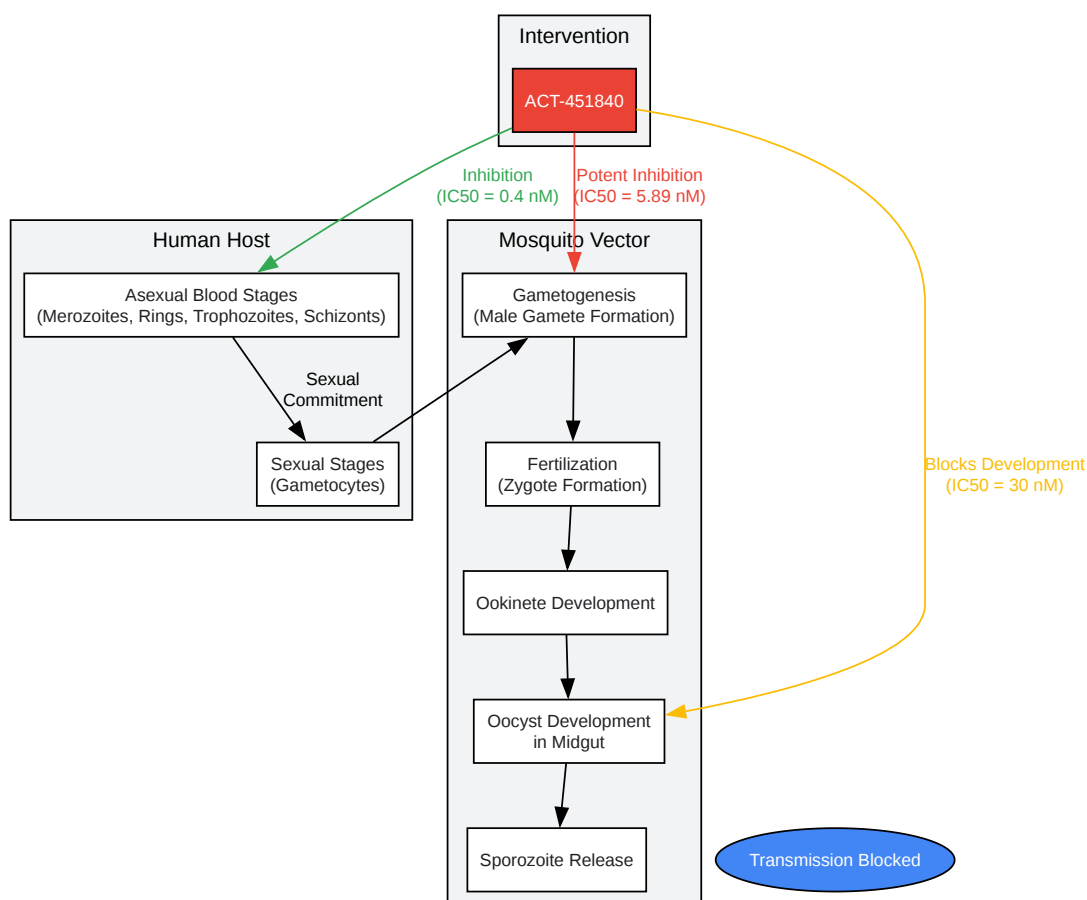 Intervention
ACT-451840
Inhibition
(IC50 = 0.4 nM)
Potent Inhibition
(IC50 = 5.89 nM)
Human Host
Mosquito Vector
Asexual Blood Stages
(Merozoites, Rings, Trophozoites, Schizonts)
Gametogenesis
(Male Gamete Formation)
Sexual
Commitment
Sexual Stages
(Gametocytes)
Fertilization
(Zygote Formation)
Blocks Development
(IC50 = 30 nM)
Ookinete Development
Oocyst Development
in Midgut
Sporozoite Release
Transmission Blocked